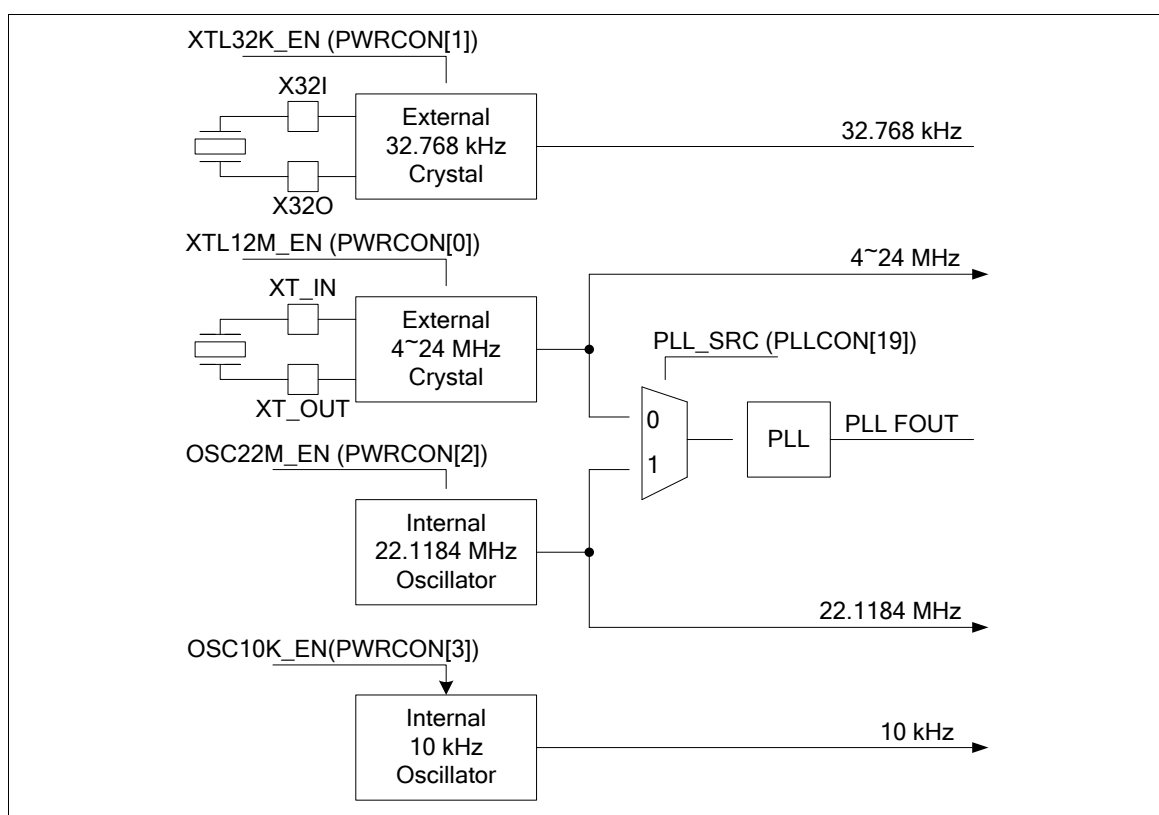 XTL32K_EN (PWRCON[1])
X32I
External
32.768 kHz
Crystal
32.768 kHz
X32O
XTL12M_EN (PWRCON[0])
4~24 MHz
XT_IN
External
4~24 MHz
Crystal
PLL_SRC (PLLCON[19])
XT_OUT
0
1
PLL
PLL FOUT
OSC22M_EN (PWRCON[2])
Internal
22.1184 MHz
Oscillator
22.1184 MHz
OSC10K_EN(PWRCON[3])
Internal
10 kHz
Oscillator
10 kHz